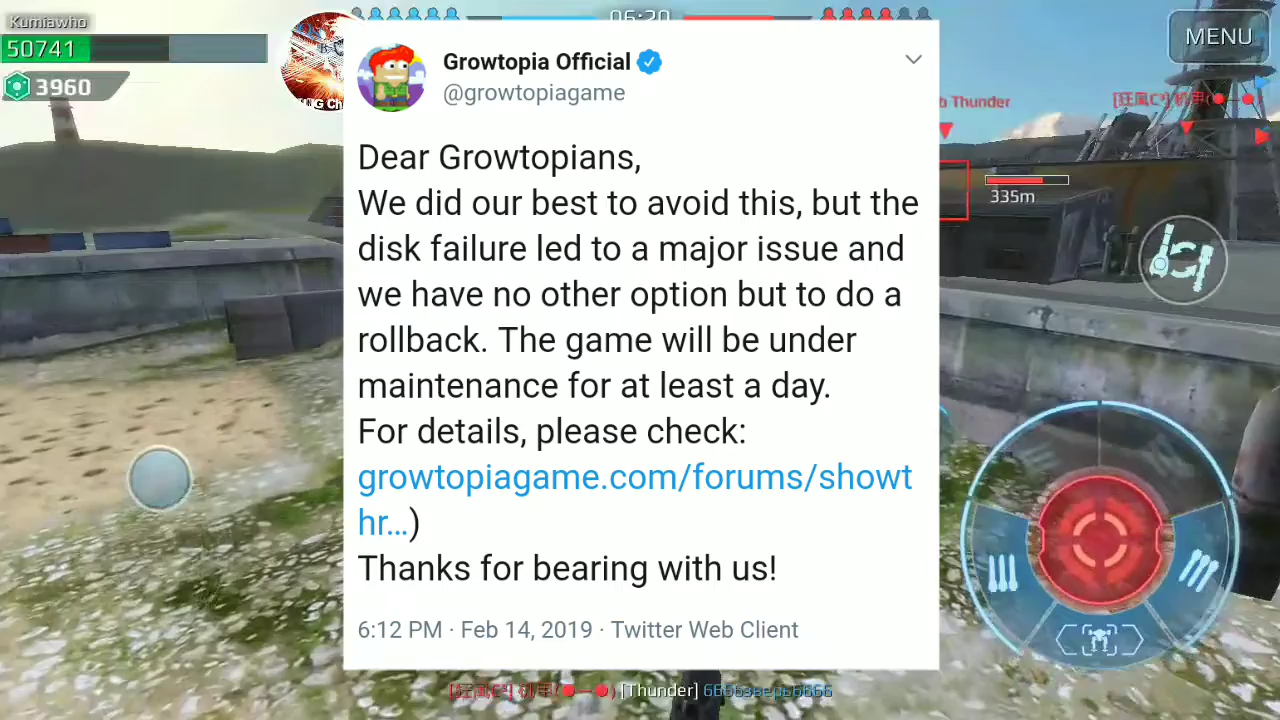 Kumiawho
50741
3960
MENU
Growtopia Official
@growtopiagame
Thunder
335m
Dear Growtopians,
We did our best to avoid this, but the
disk failure led to a major issue and
we have no other option but to do a
rollback. The game will be under
maintenance for at least a day.
For details, please check:
growtopiagame.com/forums/showt
hr...)
Thanks for bearing with us!
6:12 PM · Feb 14, 2019 · Twitter Web Client
[Thunder]